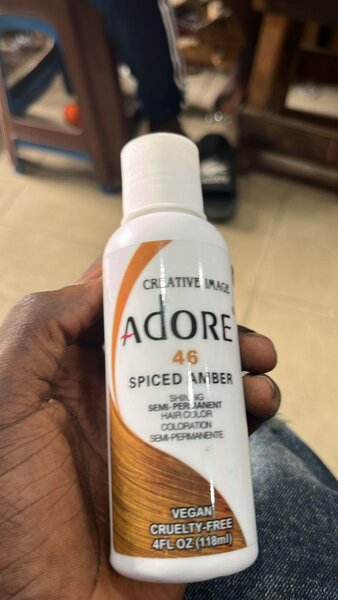 CREATIVE IMAGE
ADORE
46
SPICED AMBER
SHINING
SEMI-PERMANENT
HAIR COLOR
COLORATION
SEMI-PERMANENTE
VEGAN
CRUELTY-FREE
4FL OZ (118ml)